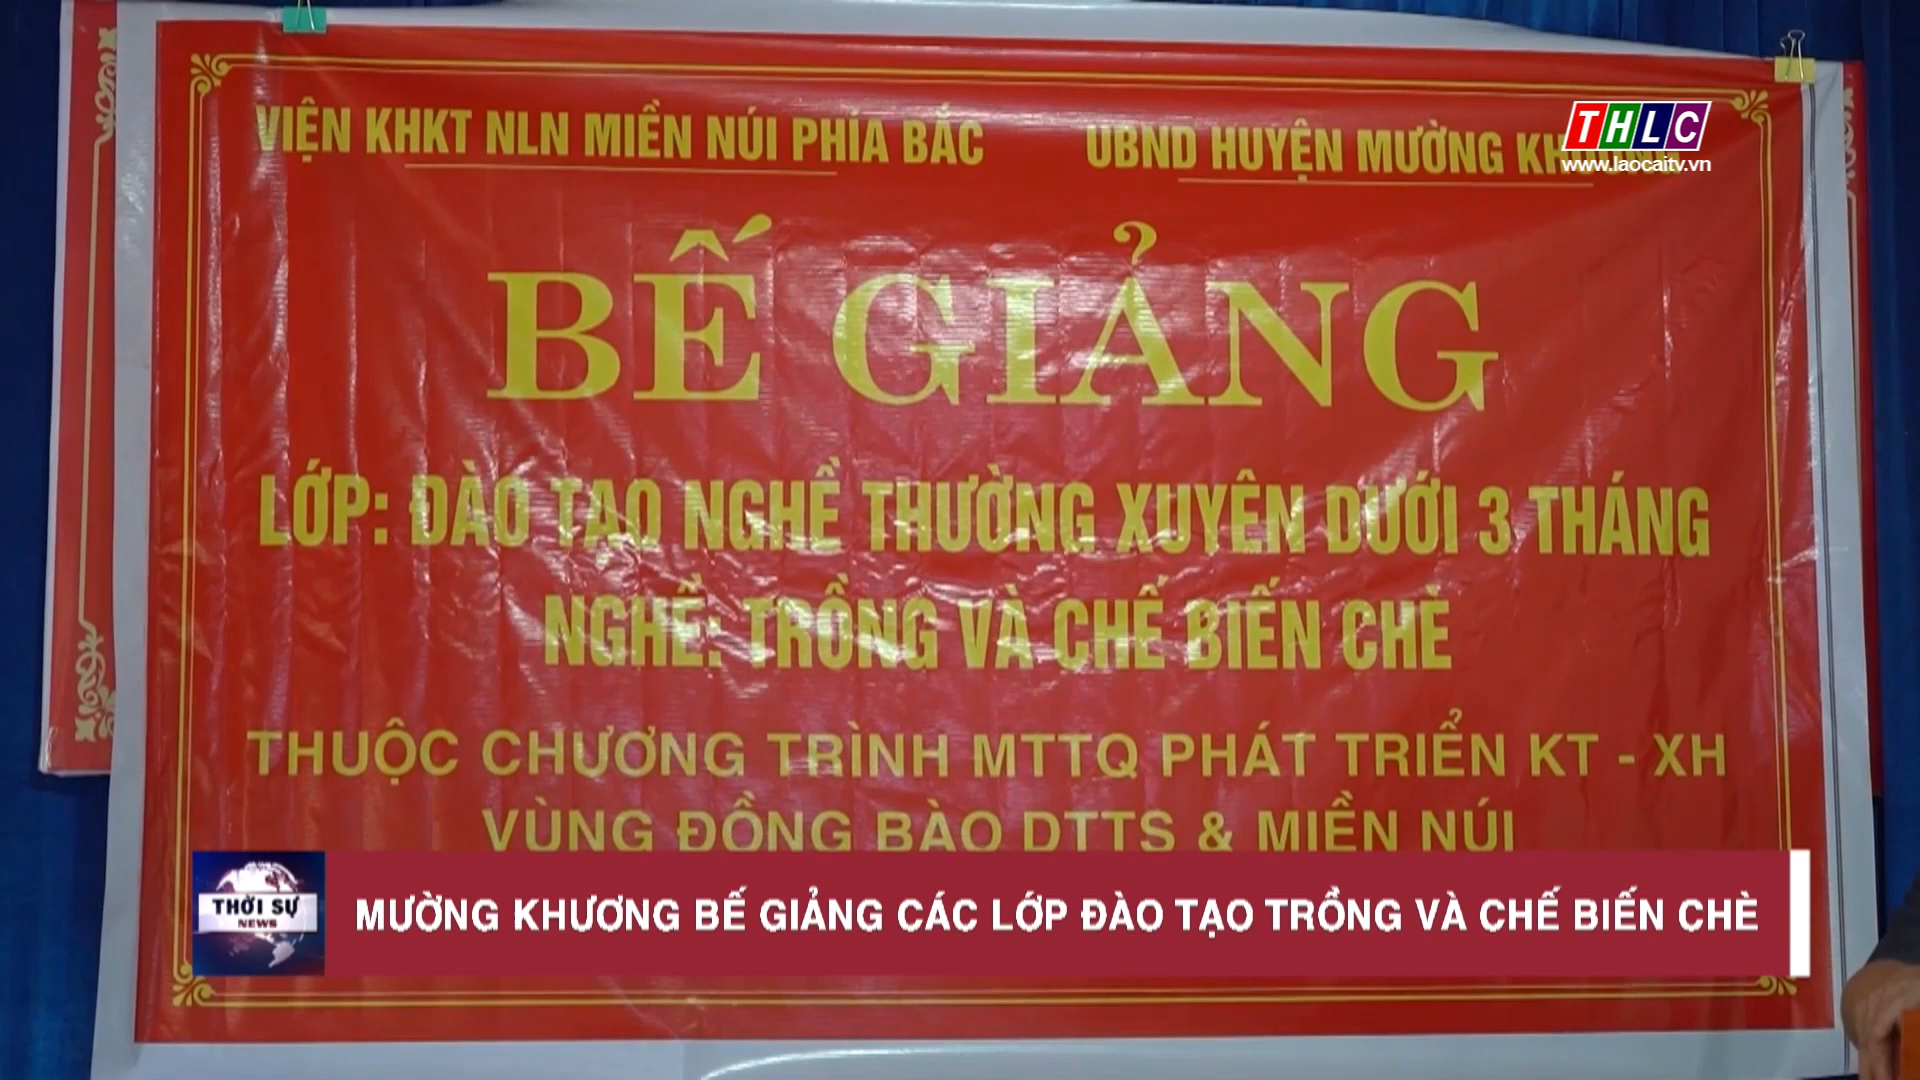 VIỆN KHKT NLN MIỀN NÚI PHÍA BẮC
UBND HUYỆN MƯỜNG
THLC
www.laocaitv.vn
BẾ GIẢNG
LỚP: ĐÀO TẠO NGHỀ THƯỜNG XUYÊN DƯỚI 3 THÁNG
NGHỀ: TRỒNG VÀ CHẾ BIẾN CHÈ
THUỘC CHƯƠNG TRÌNH MTTQ PHÁT TRIỂN KT - XH
VÙNG ĐỒNG BÀO DTTS & MIỀN NÚI
THỜI SỰ
NEWS
MƯỜNG KHƯƠNG BẾ GIẢNG CÁC LỚP ĐÀO TẠO TRỒNG VÀ CHẾ BIẾN CHÈ